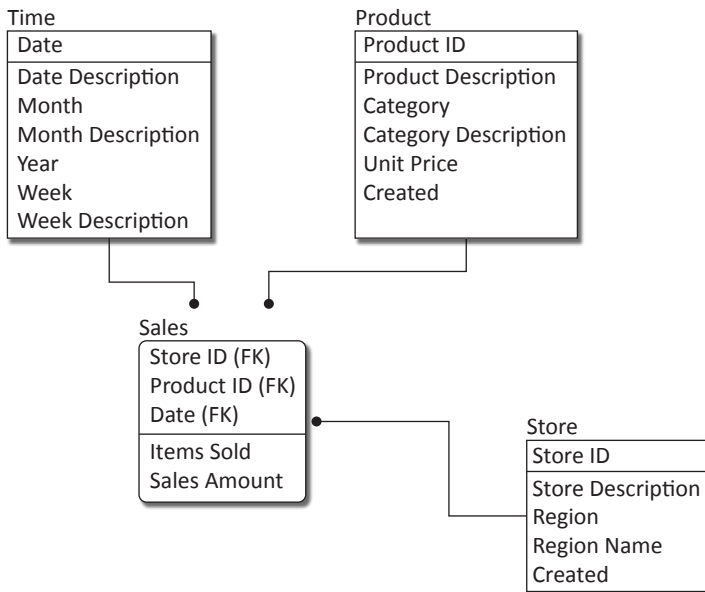 Time
Date
Date Description
Month
Month Description
Year
Week
Week Description
Product
Product ID
Product Description
Category
Category Description
Unit Price
Created
Sales
Store ID (FK)
Product ID (FK)
Date (FK)
Items Sold
Sales Amount
Store
Store ID
Store Description
Region
Region Name
Created